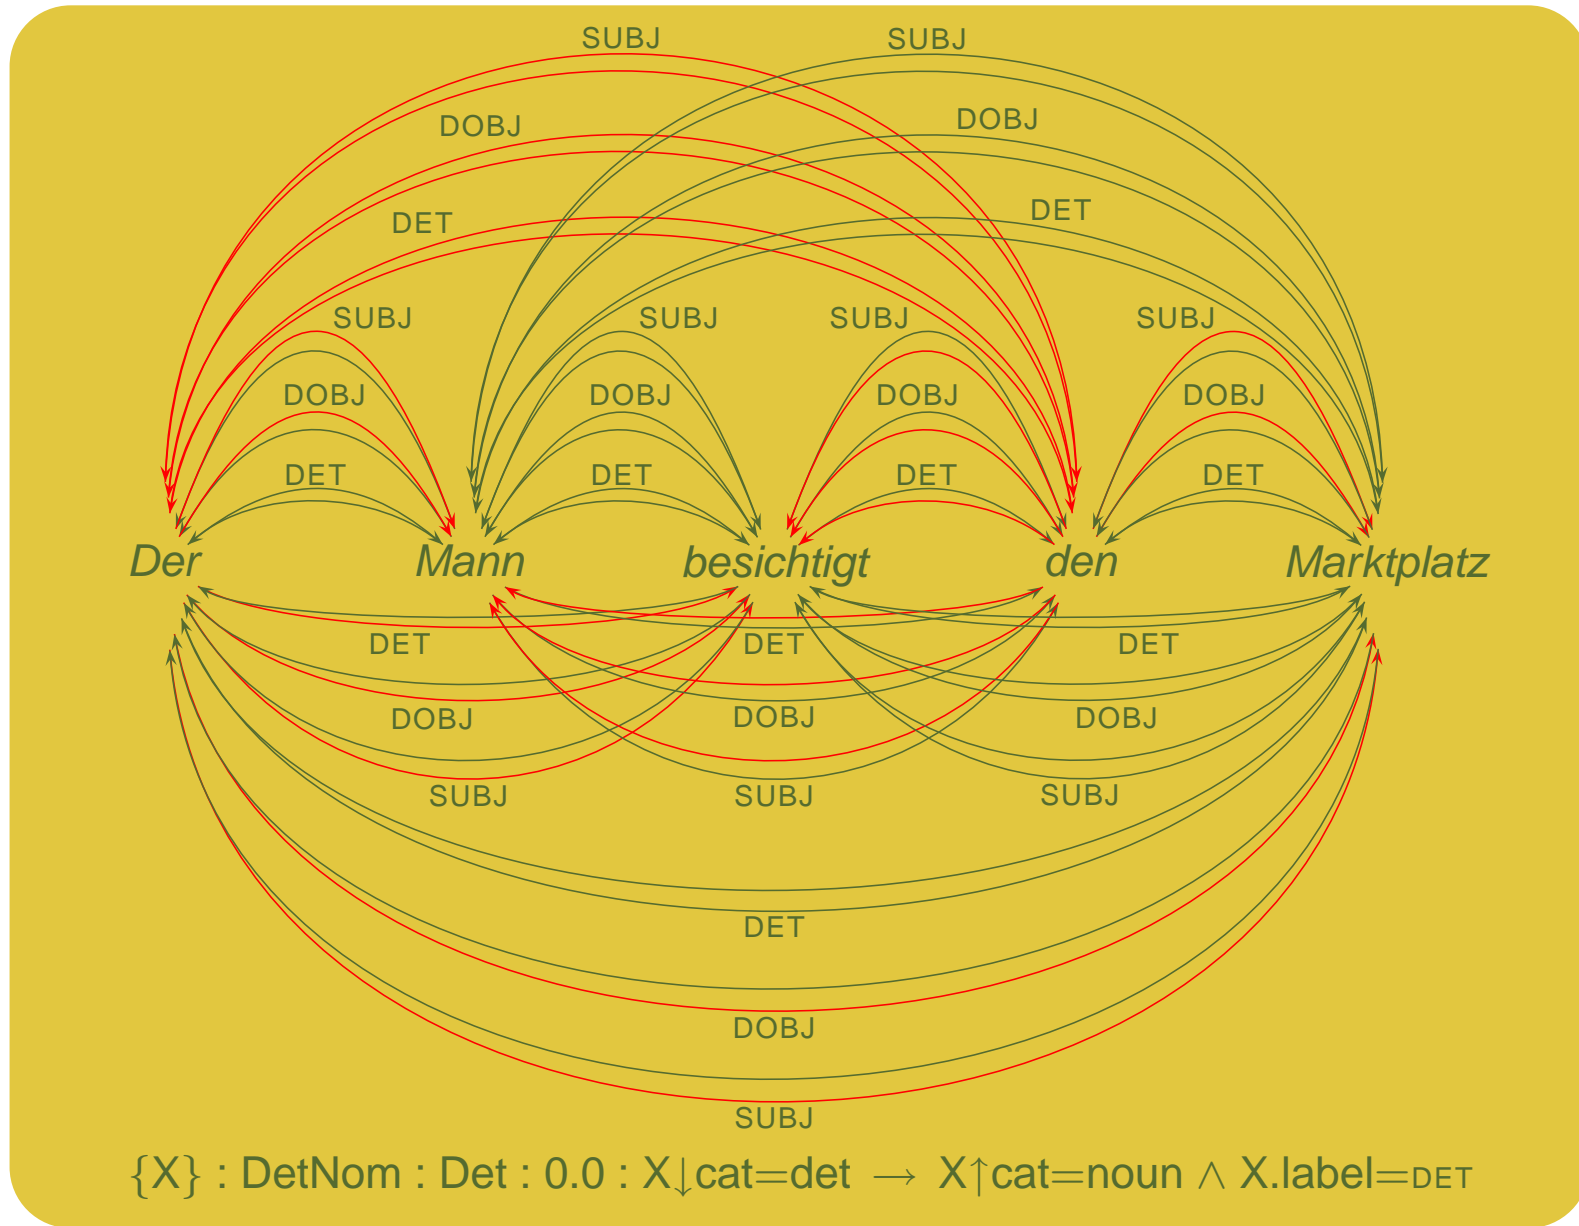 SUBJ SUBJ
DOBJ DOBJ
DET DET
SUBJ SUBJ SUBJ SUBJ
DOBJ DOBJ DOBJ DOBJ
DET DET DET DET
Der Mann besichtigt den Marktplatz
DET DET DET
DOBJ DOBJ DOBJ
SUBJ SUBJ SUBJ
DET
DOBJ
SUBJ
{X} : DetNom : Det : 0.0 : X↓cat=det → X↑cat=noun ∧ X.label=DET